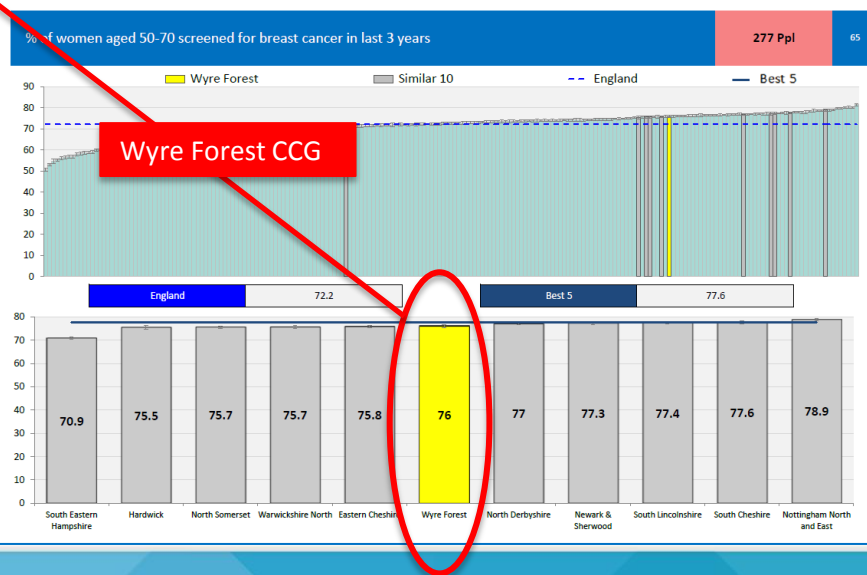 % of women aged 50-70 screened for breast cancer in last 3 years
277 Ppl
65
Wyre Forest
Similar 10
England
Best 5
90
80
70
60
50
40
30
20
10
0
Wyre Forest CCG
England
72.2
Best 5
77.6
80
70
60
50
40
30
20
10
0
70.9
75.5
75.7
75.7
75.8
76
77
77.3
77.4
77.6
78.9
South Eastern
Hampshire
Hardwick
North Somerset
Warwickshire North
Eastern Cheshire
Wyre Forest
North Derbyshire
Newark &
Sherwood
South Lincolnshire
South Cheshire
Nottingham North
and East